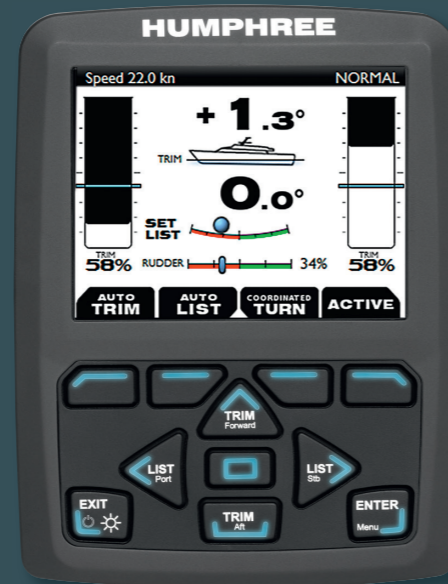 HUMPHREE
Speed 22.0 kn NORMAL
+1.3°
TRIM
0.0°
SET
LIST
TRIM
58%
RUDDER
34%
TRIM
58%
AUTO
TRIM
AUTO
LIST
COORDINATED
TURN
ACTIVE
TRIM
Forward
LIST
Port
LIST
Stb
EXIT
TRIM
Aft
ENTER
Menu